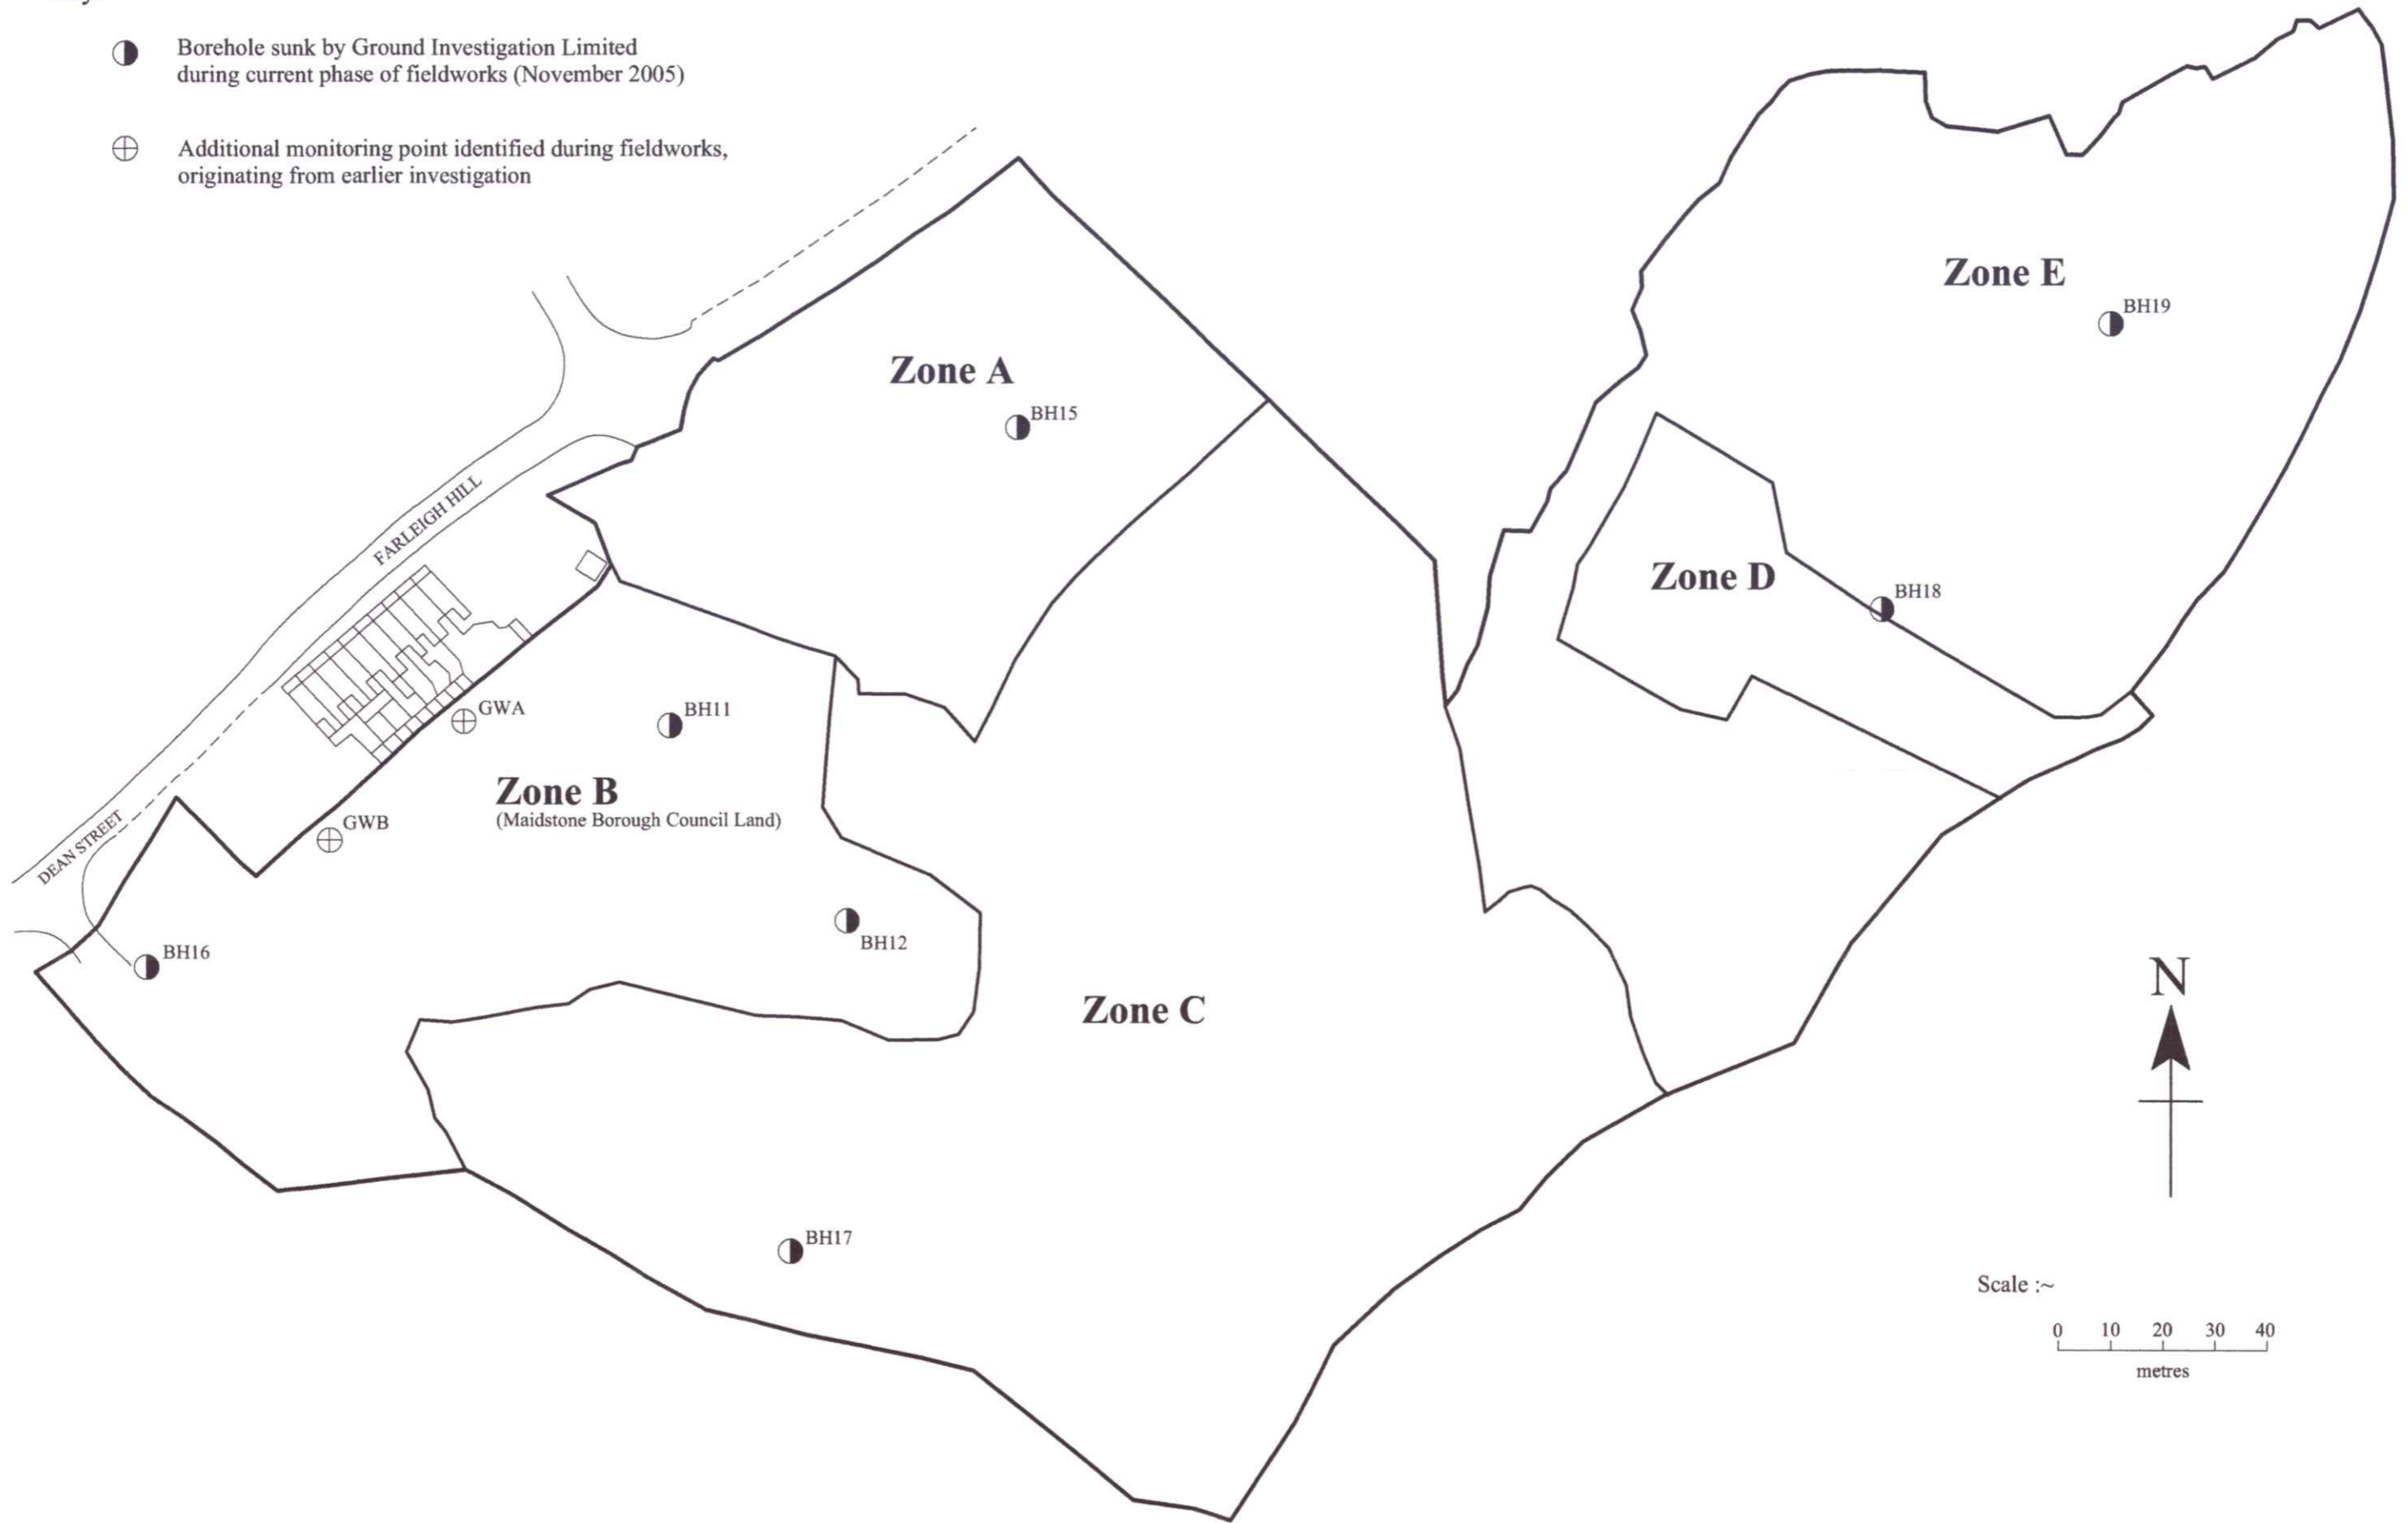 Borehole sunk by Ground Investigation Limited
during current phase of fieldworks (November 2005)
Additional monitoring point identified during fieldworks,
originating from earlier investigation
Zone E
BH19
Zone A
BH15
FARLEIGH HILL
Zone D
BH18
GWA
BH11
Zone B
(Maidstone Borough Council Land)
GWB
DEAN STREET
BH12
BH16
Zone C
N
BH17
Scale :~
0 10 20 30 40
metres